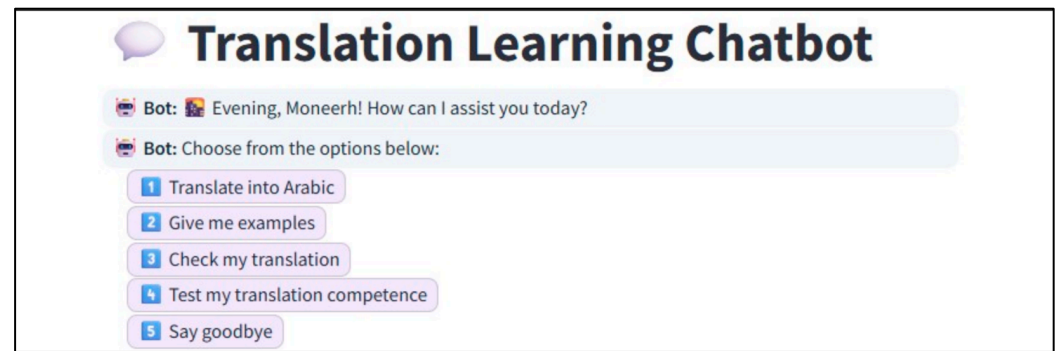 💬 Translation Learning Chatbot
🤖 Bot: 🌇 Evening, Moneerh! How can I assist you today?
🤖 Bot: Choose from the options below:
1️⃣ Translate into Arabic
2️⃣ Give me examples
3️⃣ Check my translation
4️⃣ Test my translation competence
5️⃣ Say goodbye